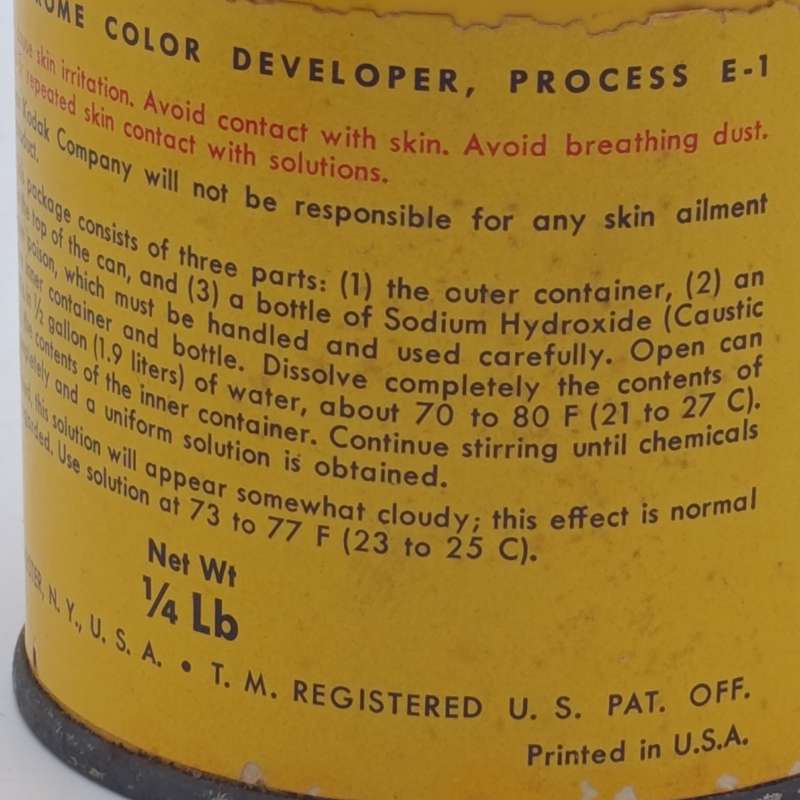 COLOR DEVELOPER, PROCESS E-1
skin irritation. Avoid contact with skin. Avoid breathing dust.
repeated skin contact with solutions.
Kodak Company will not be responsible for any skin ailment
package consists of three parts: (1) the outer container, (2) an
the top of the can, and (3) a bottle of Sodium Hydroxide (Caustic
poison, which must be handled and used carefully. Open can
container and bottle. Dissolve completely the contents of
in ½ gallon (1.9 liters) of water, about 70 to 80 F (21 to 27 C).
contents of the inner container. Continue stirring until chemicals
and a uniform solution is obtained.
this solution will appear somewhat cloudy; this effect is normal
Use solution at 73 to 77 F (23 to 25 C).
Net Wt
¼ Lb
N. Y., U. S. A. • T. M. REGISTERED U. S. PAT. OFF.
Printed in U.S.A.